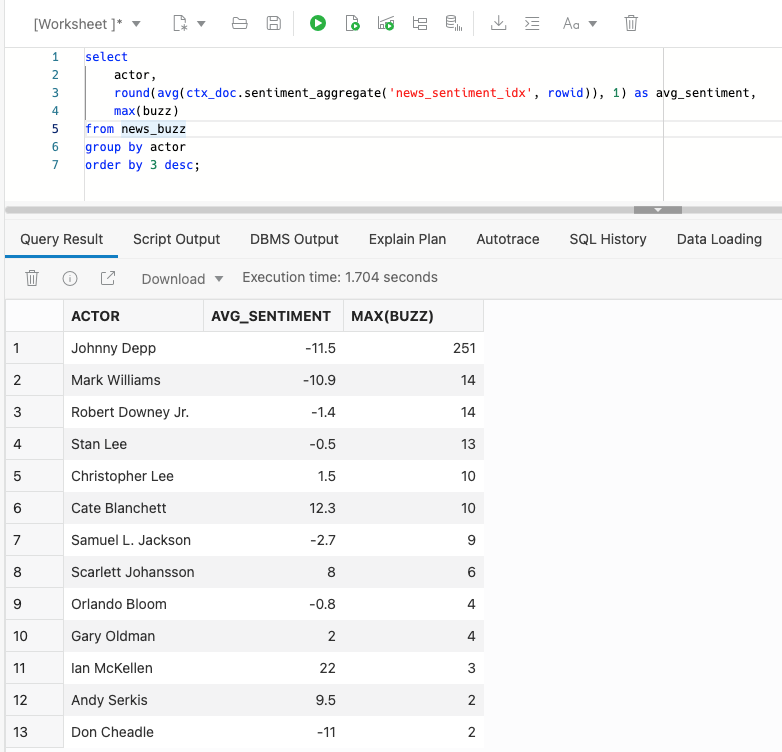 [Worksheet ]* Aa
1 select
2 actor,
3 round(avg(ctx_doc.sentiment_aggregate('news_sentiment_idx', rowid)), 1) as avg_sentiment,
4 max(buzz)
5 from news_buzz
6 group by actor
7 order by 3 desc;
Query Result Script Output DBMS Output Explain Plan Autotrace SQL History Data Loading
Download Execution time: 1.704 seconds
ACTOR AVG_SENTIMENT MAX(BUZZ)
1 Johnny Depp -11.5 251
2 Mark Williams -10.9 14
3 Robert Downey Jr. -1.4 14
4 Stan Lee -0.5 13
5 Christopher Lee 1.5 10
6 Cate Blanchett 12.3 10
7 Samuel L. Jackson -2.7 9
8 Scarlett Johansson 8 6
9 Orlando Bloom -0.8 4
10 Gary Oldman 2 4
11 Ian McKellen 22 3
12 Andy Serkis 9.5 2
13 Don Cheadle -11 2